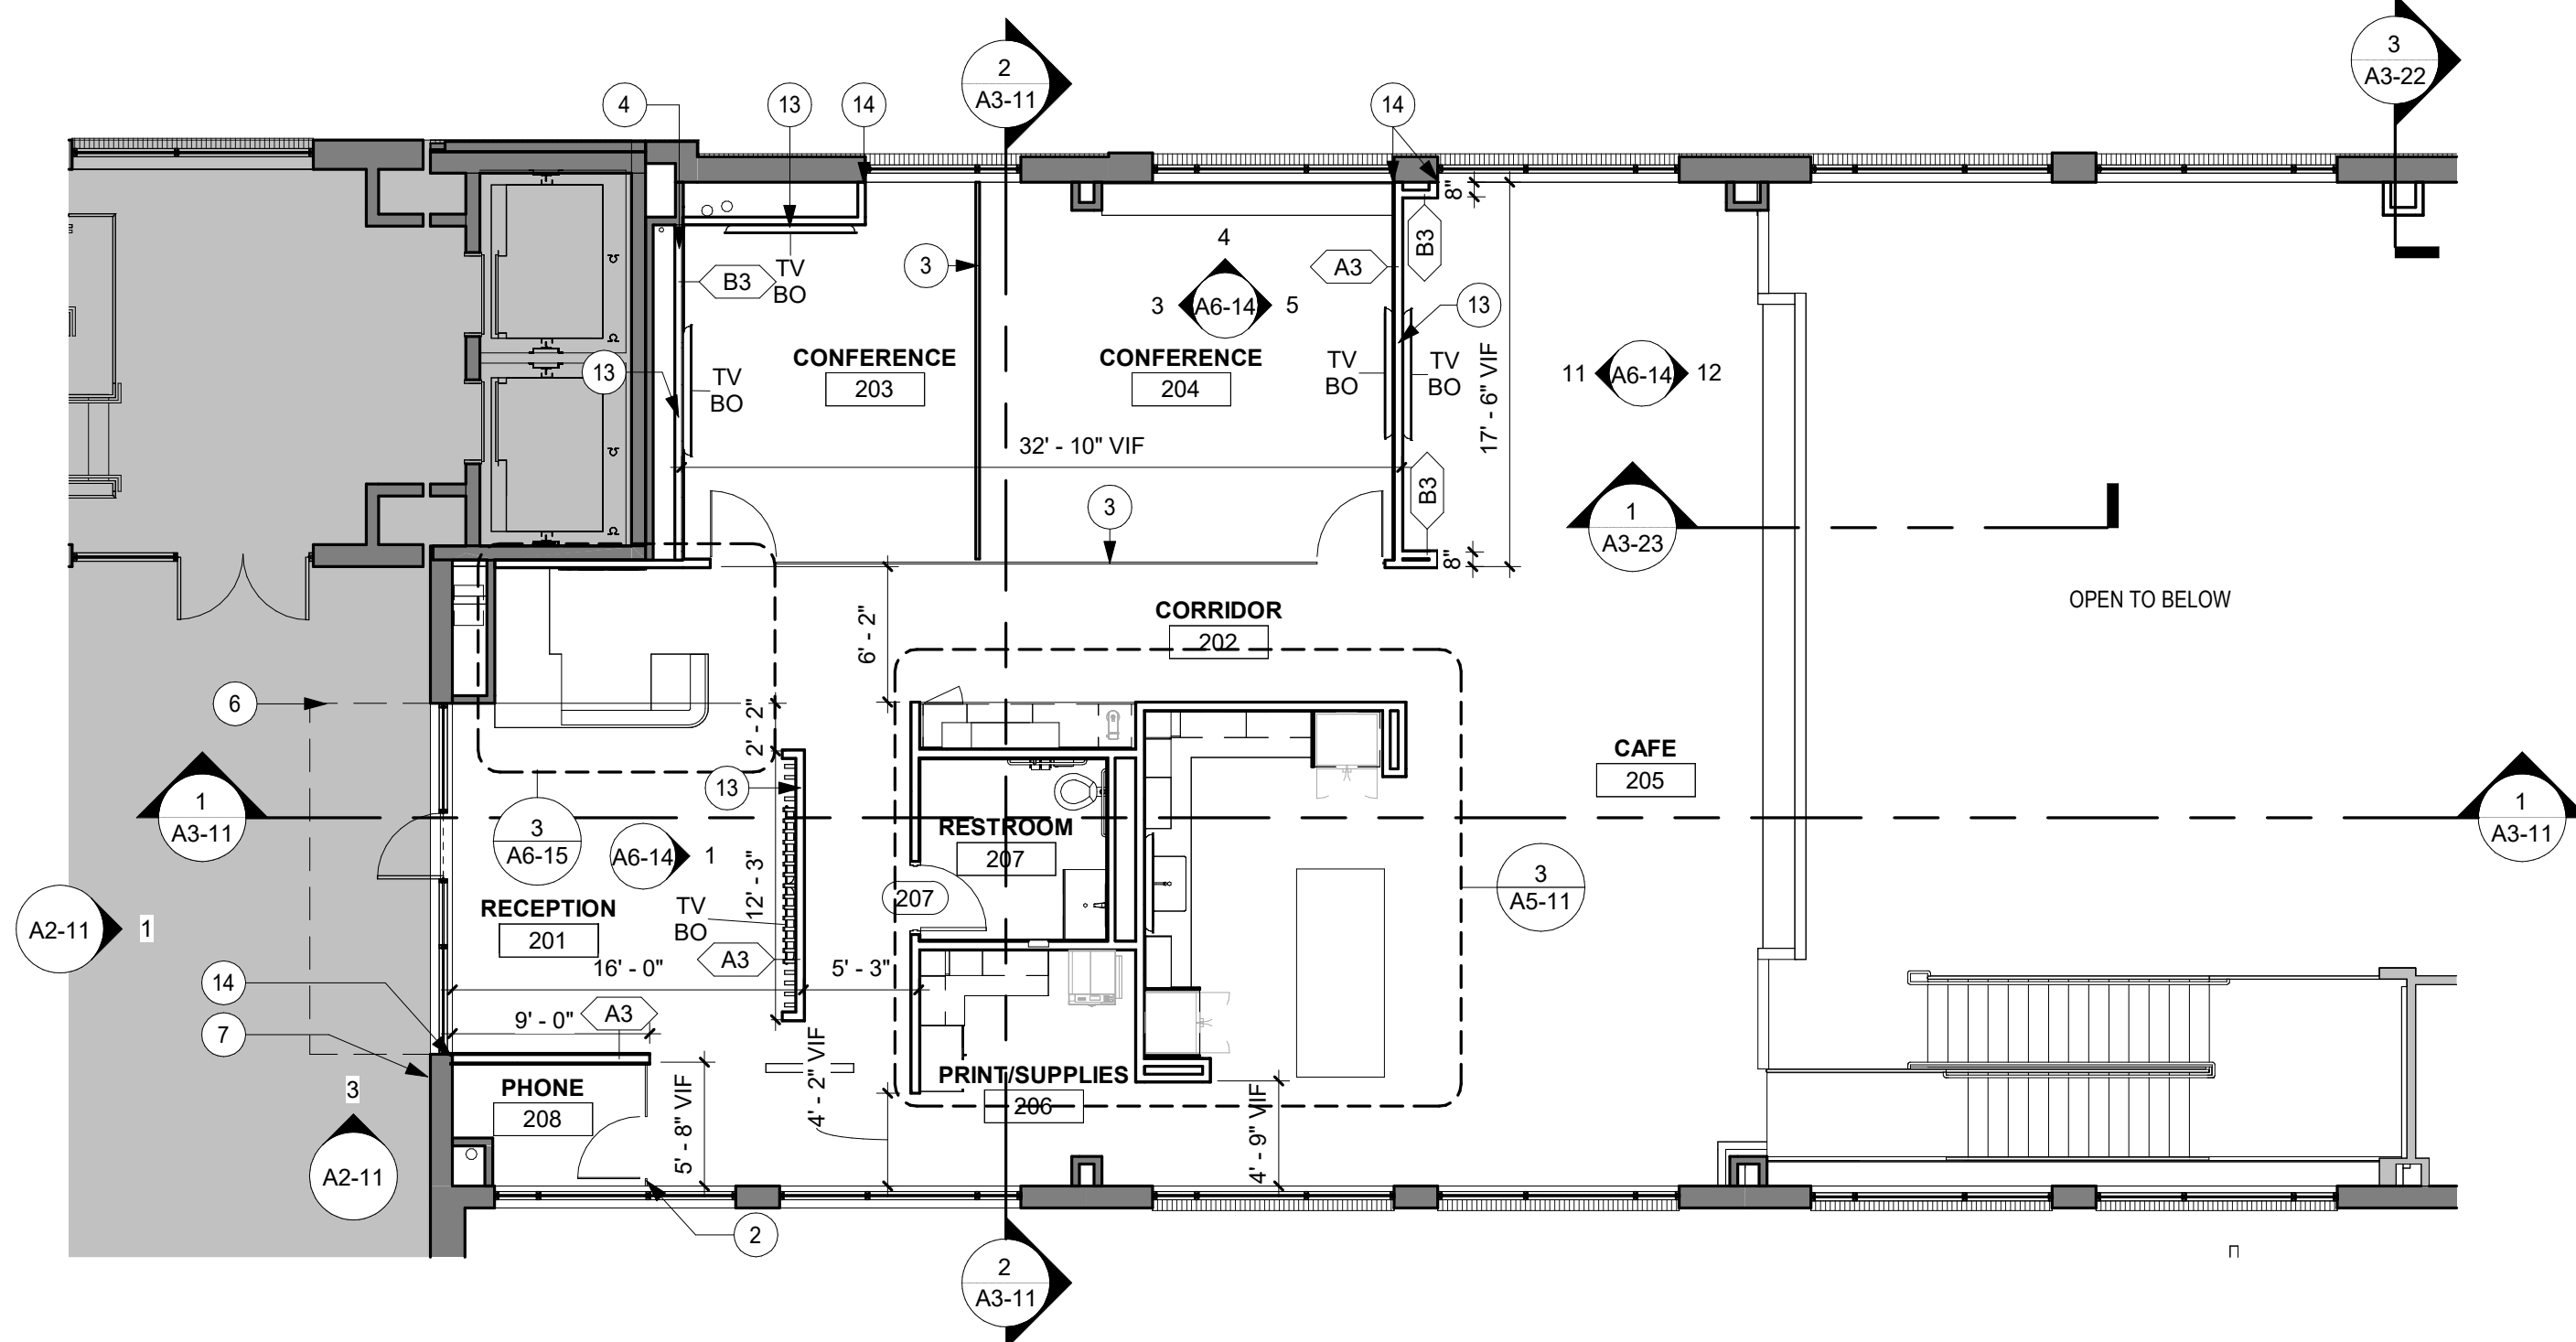 3
A3-22
2
A3-11
4
13
14
14
8"
B3
B3
TV
BO
3
4
3
A6-14
5
A3
13
CONFERENCE
203
CONFERENCE
204
13
TV
BO
TV
BO
TV
BO
17' - 6" VIF
11
A6-14
12
32' - 10" VIF
B3
3
1
A3-23
8"
OPEN TO BELOW
CORRIDOR
202
6' - 2"
6
2' - 2"
CAFE
205
13
1
A3-11
1
A3-11
3
A6-15
A6-14
1
RESTROOM
207
12' - 3"
207
3
A5-11
A2-11
1
RECEPTION
201
TV
BO
A3
16' - 0"
5' - 3"
14
9' - 0"
A3
7
4' - 2" VIF
3
PHONE
208
PRINT/SUPPLIES
206
5' - 8" VIF
4' - 9" VIF
A2-11
2
2
A3-11